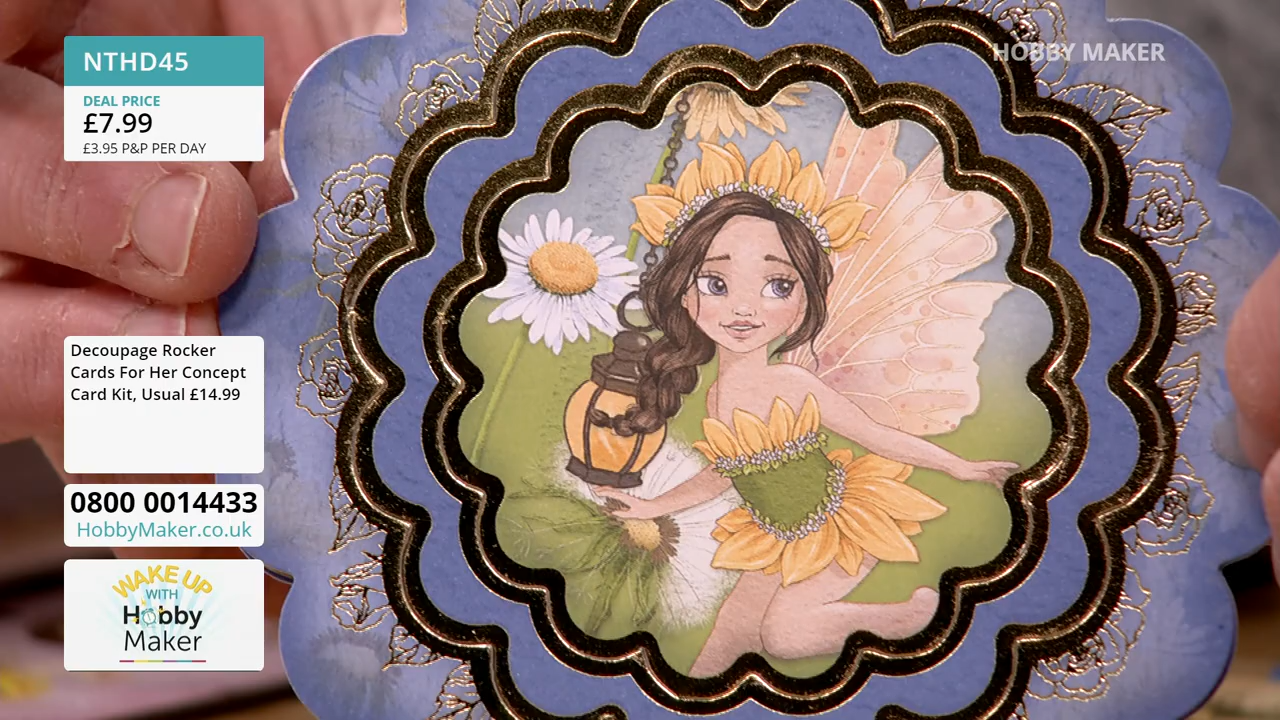 NTHD45
DEAL PRICE
£7.99
£3.95 P&P PER DAY
Decoupage Rocker
Cards For Her Concept
Card Kit, Usual £14.99
0800 0014433
HobbyMaker.co.uk
WAKE UP
WITH
Hobby
Maker
HOBBY MAKER